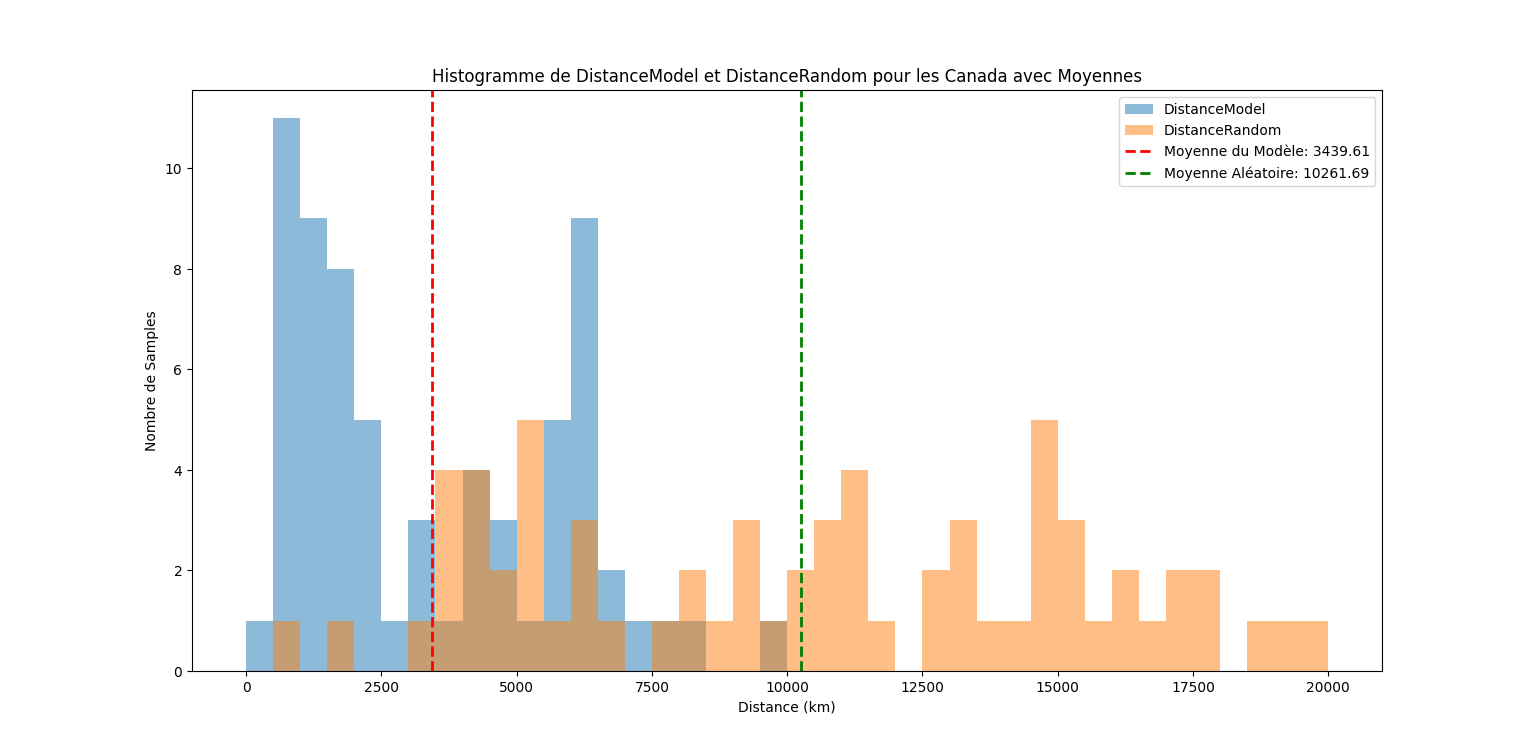 Histogramme de DistanceModel et DistanceRandom pour les Canada avec Moyennes
DistanceModel
DistanceRandom
Moyenne du Modèle: 3439.61
Moyenne Aléatoire: 10261.69
10
8
6
4
2
0
Nombre de Samples
0 2500 5000 7500 10000 12500 15000 17500 20000
Distance (km)